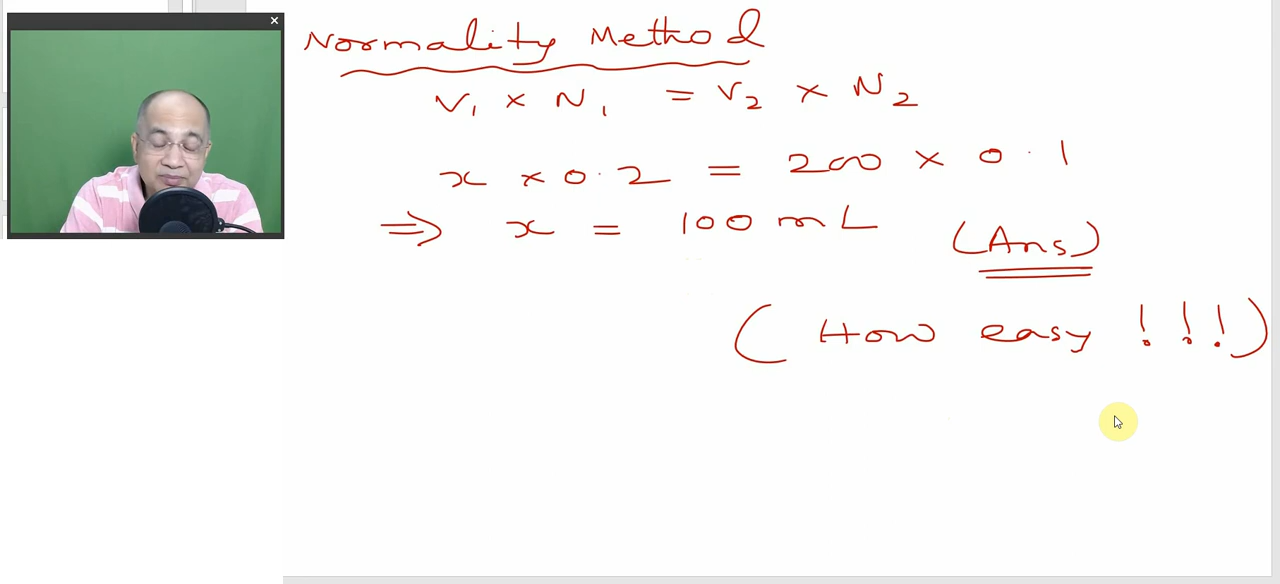 Normality Method
V₁ × N₁ = V₂ × N₂
x × 0.2 = 200 × 0.1
⇒ x = 100 mL (Ans)
( How easy !!! )